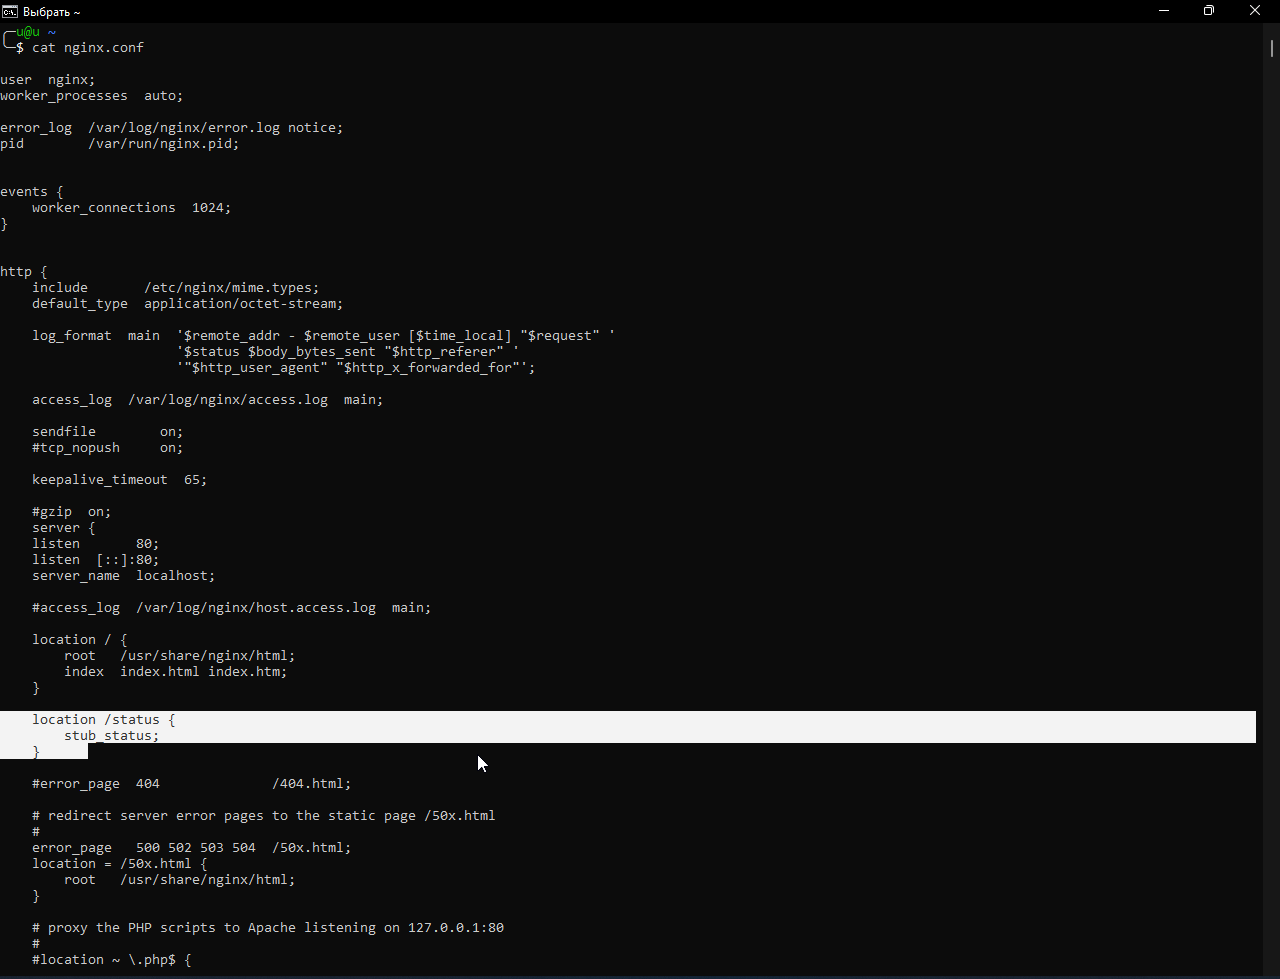 Выбрать ~
u@u ~
$ cat nginx.conf
user  nginx;
worker_processes  auto;
error_log  /var/log/nginx/error.log notice;
pid        /var/run/nginx.pid;
events {
    worker_connections  1024;
}
http {
    include       /etc/nginx/mime.types;
    default_type  application/octet-stream;
    log_format  main  '$remote_addr - $remote_user [$time_local] "$request" '
                      '$status $body_bytes_sent "$http_referer" '
                      '"$http_user_agent" "$http_x_forwarded_for"';
    access_log  /var/log/nginx/access.log  main;
    sendfile        on;
    #tcp_nopush     on;
    keepalive_timeout  65;
    #gzip  on;
    server {
    listen       80;
    listen  [::]:80;
    server_name  localhost;
    #access_log  /var/log/nginx/host.access.log  main;
    location / {
        root   /usr/share/nginx/html;
        index  index.html index.htm;
    }
    location /status {
        stub_status;
    }
    #error_page  404              /404.html;
    # redirect server error pages to the static page /50x.html
    #
    error_page   500 502 503 504  /50x.html;
    location = /50x.html {
        root   /usr/share/nginx/html;
    }
    # proxy the PHP scripts to Apache listening on 127.0.0.1:80
    #
    #location ~ \.php$ {